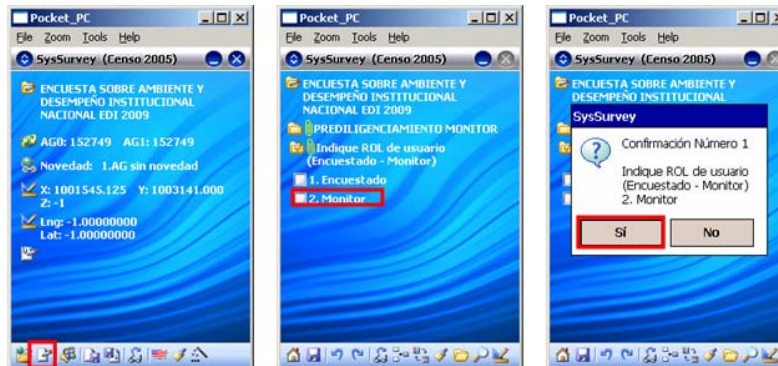 Pocket_PC
File Zoom Tools Help
SysSurvey (Censo 2005)
ENCUESTA SOBRE AMBIENTE Y
DESEMPEÑO INSTITUCIONAL
NACIONAL EDI 2009
AG0: 152749 AG1: 152749
Novedad: 1.AG sin novedad
X: 1001545.125 Y: 1003141.000
Z: -1
Lng: -1.00000000
Lat: -1.00000000
Pocket_PC
File Zoom Tools Help
SysSurvey (Censo 2005)
ENCUESTA SOBRE AMBIENTE Y
DESEMPEÑO INSTITUCIONAL
NACIONAL EDI 2009
PREDILIGENCIAMIENTO MONITOR
Indique ROL de usuario
(Encuestado - Monitor)
1. Encuestado
2. Monitor
Pocket_PC
File Zoom Tools Help
SysSurvey (Censo 2005)
ENCUESTA SOBRE AMBIENTE Y
DESEMPEÑO INSTITUCIONAL
SysSurvey
Confirmación Número 1
Indique ROL de usuario
(Encuestado - Monitor)
2. Monitor
Sí No